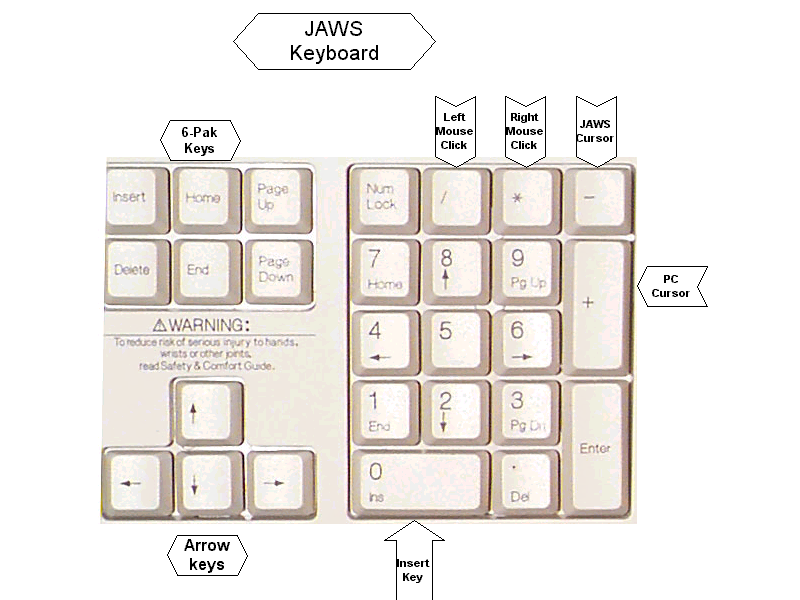 JAWS
Keyboard
6-Pak
Keys
Left
Mouse
Click
Right
Mouse
Click
JAWS
Cursor
Insert
Home
Page
Up
Delete
End
Page
Down
⚠WARNING:
To reduce risk of serious injury to hands,
wrists or other joints,
read Safety & Comfort Guide.
↑
← ↓ →
Arrow
keys
Num
Lock
/
*
–
7
Home
8
↑
9
Pg Up
+
PC
Cursor
4
←
5
6
→
1
End
2
↓
3
Pg Dn
Enter
0
Ins
.
Del
Insert
Key